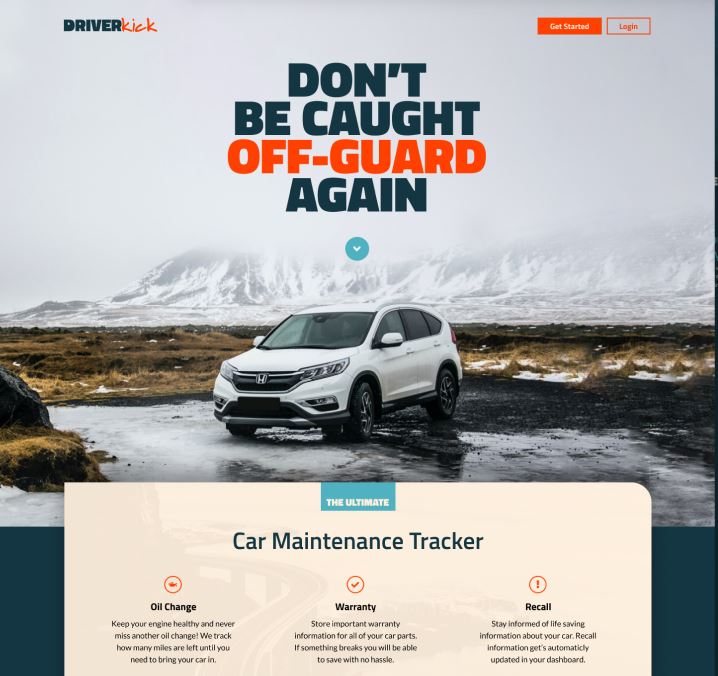 DRIVERkick
Get Started
Login
DON'T
BE CAUGHT
OFF-GUARD
AGAIN
THE ULTIMATE
Car Maintenance Tracker
Oil Change
Keep your engine healthy and never
miss another oil change! We track
how many miles are left until you
need to bring your car in.
Warranty
Store important warranty
information for all of your car parts.
If something breaks you will be able
to save with no hassle.
Recall
Stay informed of life saving
information about your car. Recall
information get's automaticly
updated in your dashboard.